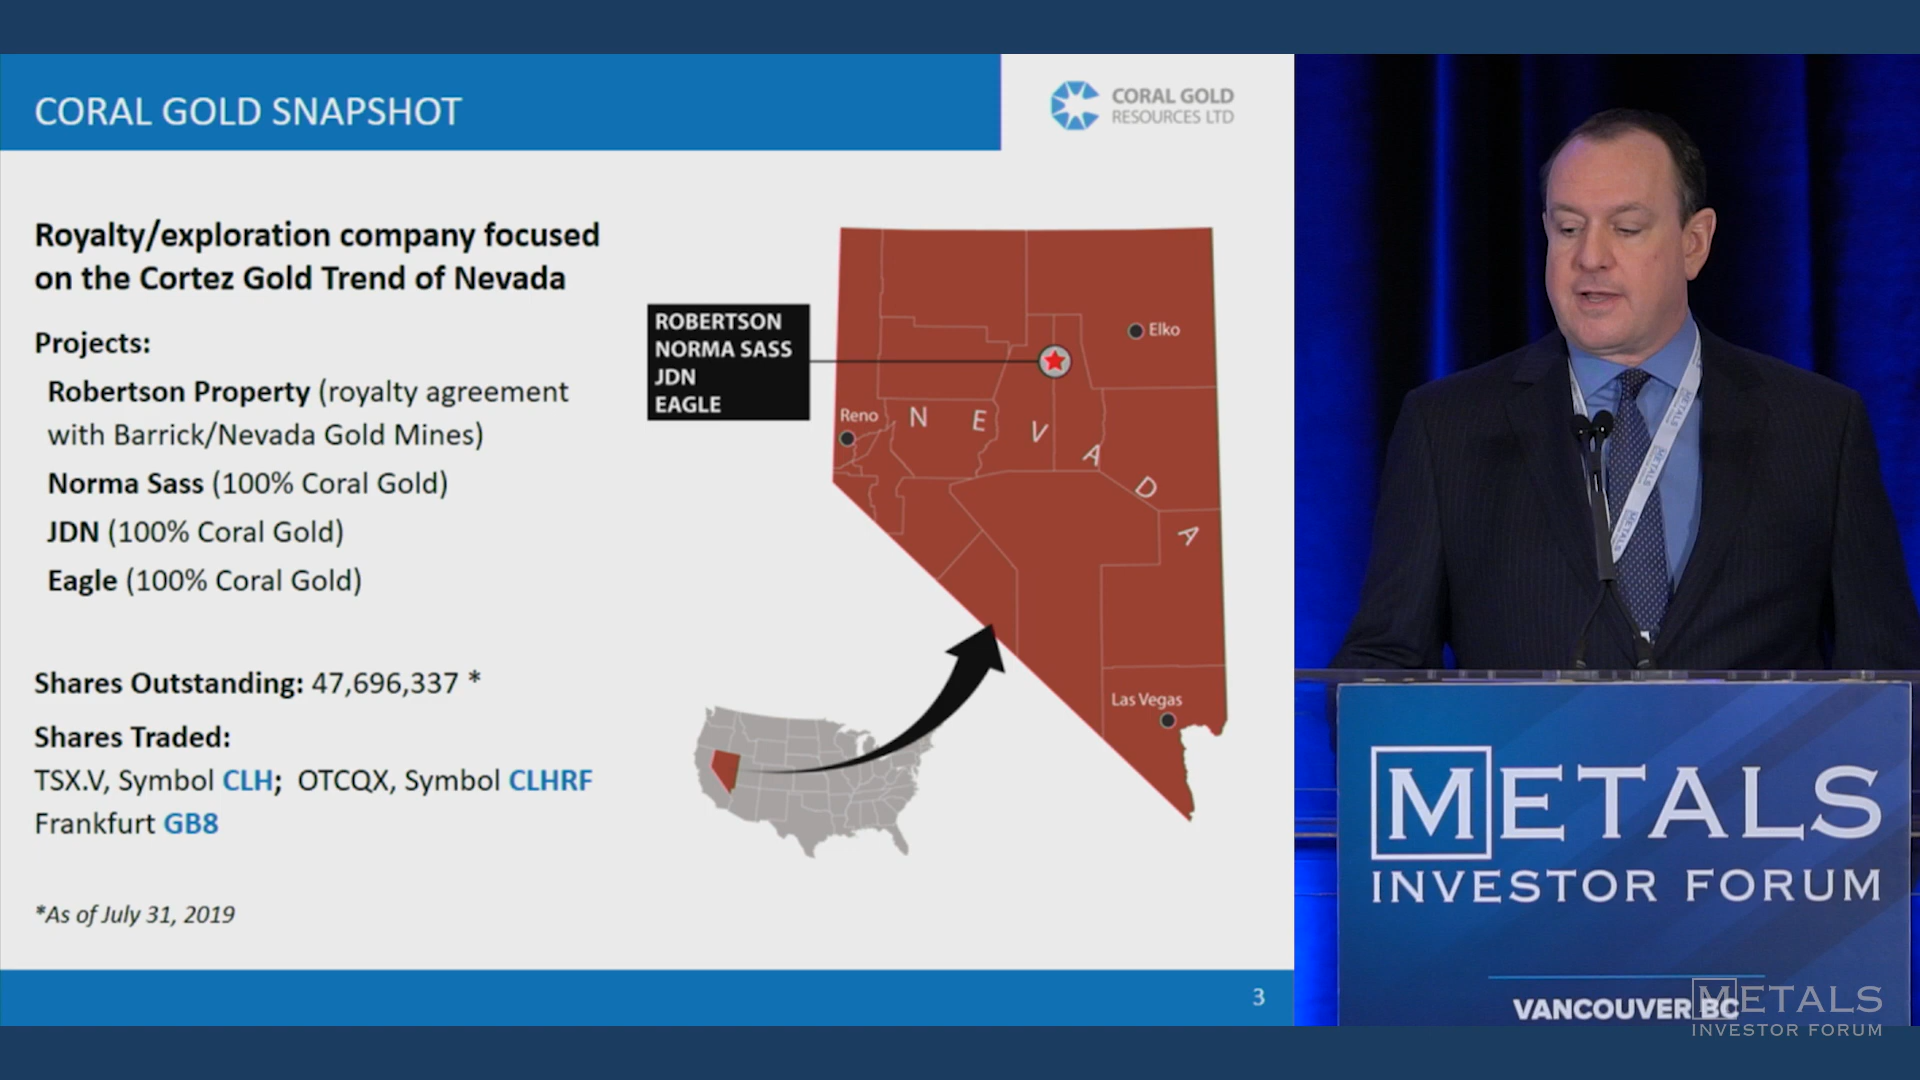 CORAL GOLD SNAPSHOT
CORAL GOLD
RESOURCES LTD
Royalty/exploration company focused
on the Cortez Gold Trend of Nevada
Projects:
Robertson Property (royalty agreement
with Barrick/Nevada Gold Mines)
Norma Sass (100% Coral Gold)
JDN (100% Coral Gold)
Eagle (100% Coral Gold)
Shares Outstanding: 47,696,337 *
Shares Traded:
TSX.V, Symbol CLH; OTCQX, Symbol CLHRF
Frankfurt GB8
*As of July 31, 2019
ROBERTSON
NORMA SASS
JDN
EAGLE
Elko
Reno
NEVADA
Las Vegas
3
METALS
METALS
METALS
INVESTOR FORUM
VANCOUVER BC
METALS
INVESTOR FORUM